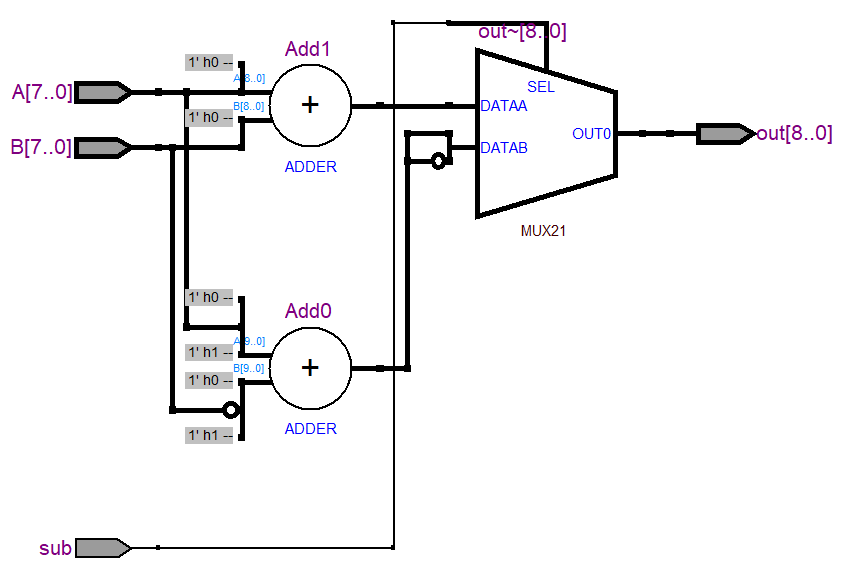 out~[8..0]
Add1
1' h0 --
A[8..0]
SEL
A[7..0]
B[8..0]
DATAA
1' h0 --
OUT0
out[8..0]
B[7..0]
DATAB
+
ADDER
MUX21
1' h0 --
Add0
A[9..0]
1' h1 --
B[9..0]
1' h0 --
+
ADDER
1' h1 --
sub